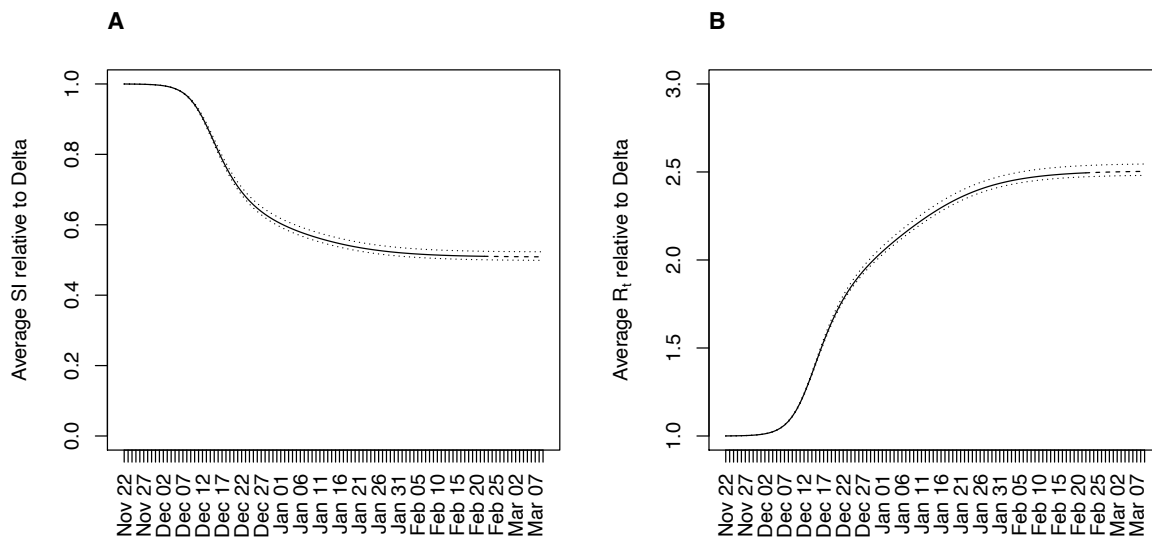 A
Average SI relative to Delta
1.0
0.8
0.6
0.4
0.2
0.0
Nov 22
Nov 27
Dec 02
Dec 07
Dec 12
Dec 17
Dec 22
Dec 27
Jan 01
Jan 06
Jan 11
Jan 16
Jan 21
Jan 26
Jan 31
Feb 05
Feb 10
Feb 15
Feb 20
Feb 25
Mar 02
Mar 07
B
Average Rt relative to Delta
3.0
2.5
2.0
1.5
1.0
Nov 22
Nov 27
Dec 02
Dec 07
Dec 12
Dec 17
Dec 22
Dec 27
Jan 01
Jan 06
Jan 11
Jan 16
Jan 21
Jan 26
Jan 31
Feb 05
Feb 10
Feb 15
Feb 20
Feb 25
Mar 02
Mar 07